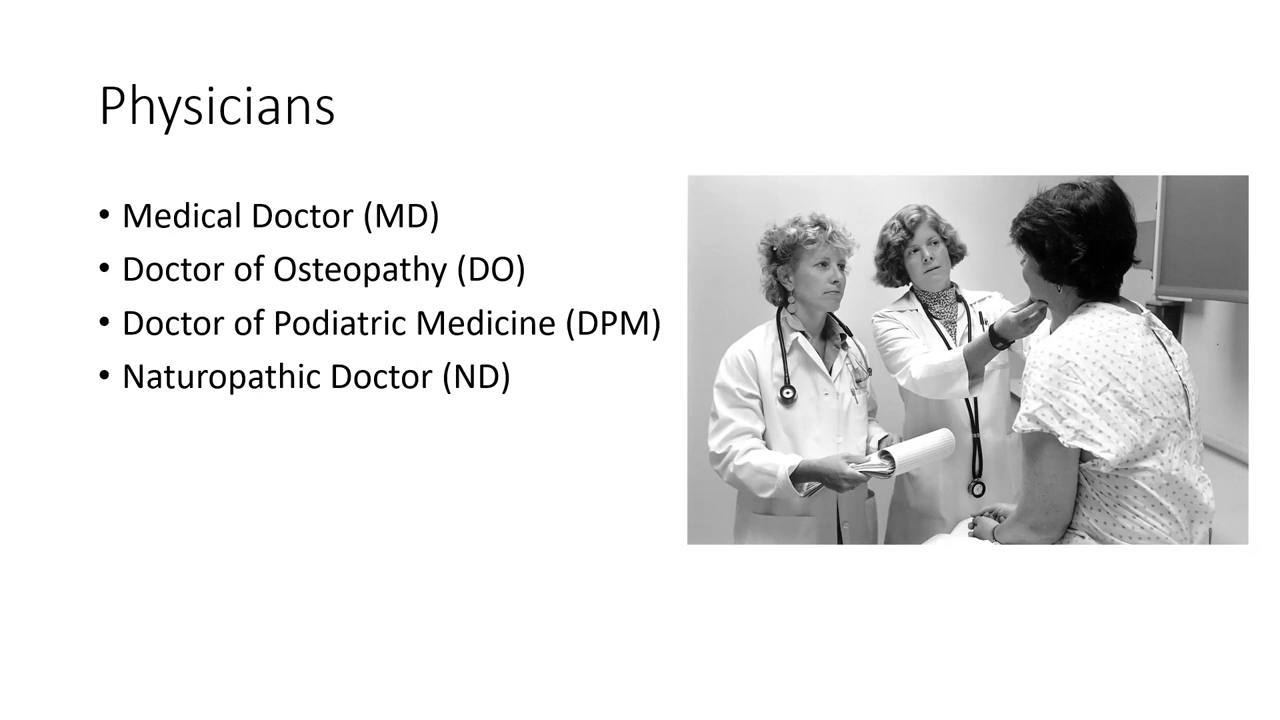 Physicians
• Medical Doctor (MD)
• Doctor of Osteopathy (DO)
• Doctor of Podiatric Medicine (DPM)
• Naturopathic Doctor (ND)